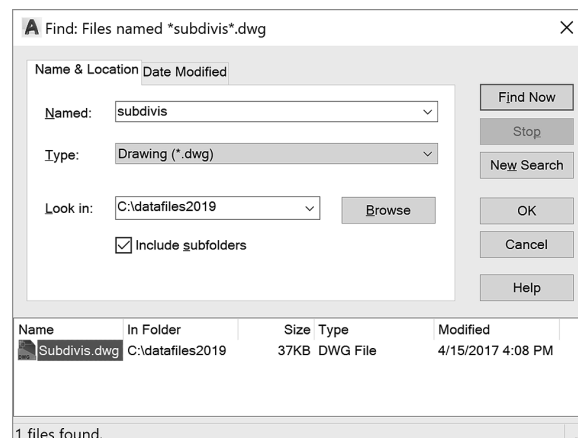 Find: Files named *subdivis*.dwg
Name & Location Date Modified
Named: subdivis
Type: Drawing (*.dwg)
Look in: C:\datafiles2019 Browse
Include subfolders
Find Now
Stop
New Search
OK
Cancel
Help
Name In Folder Size Type Modified
Subdivis.dwg C:\datafiles2019 37KB DWG File 4/15/2017 4:08 PM
1 files found.